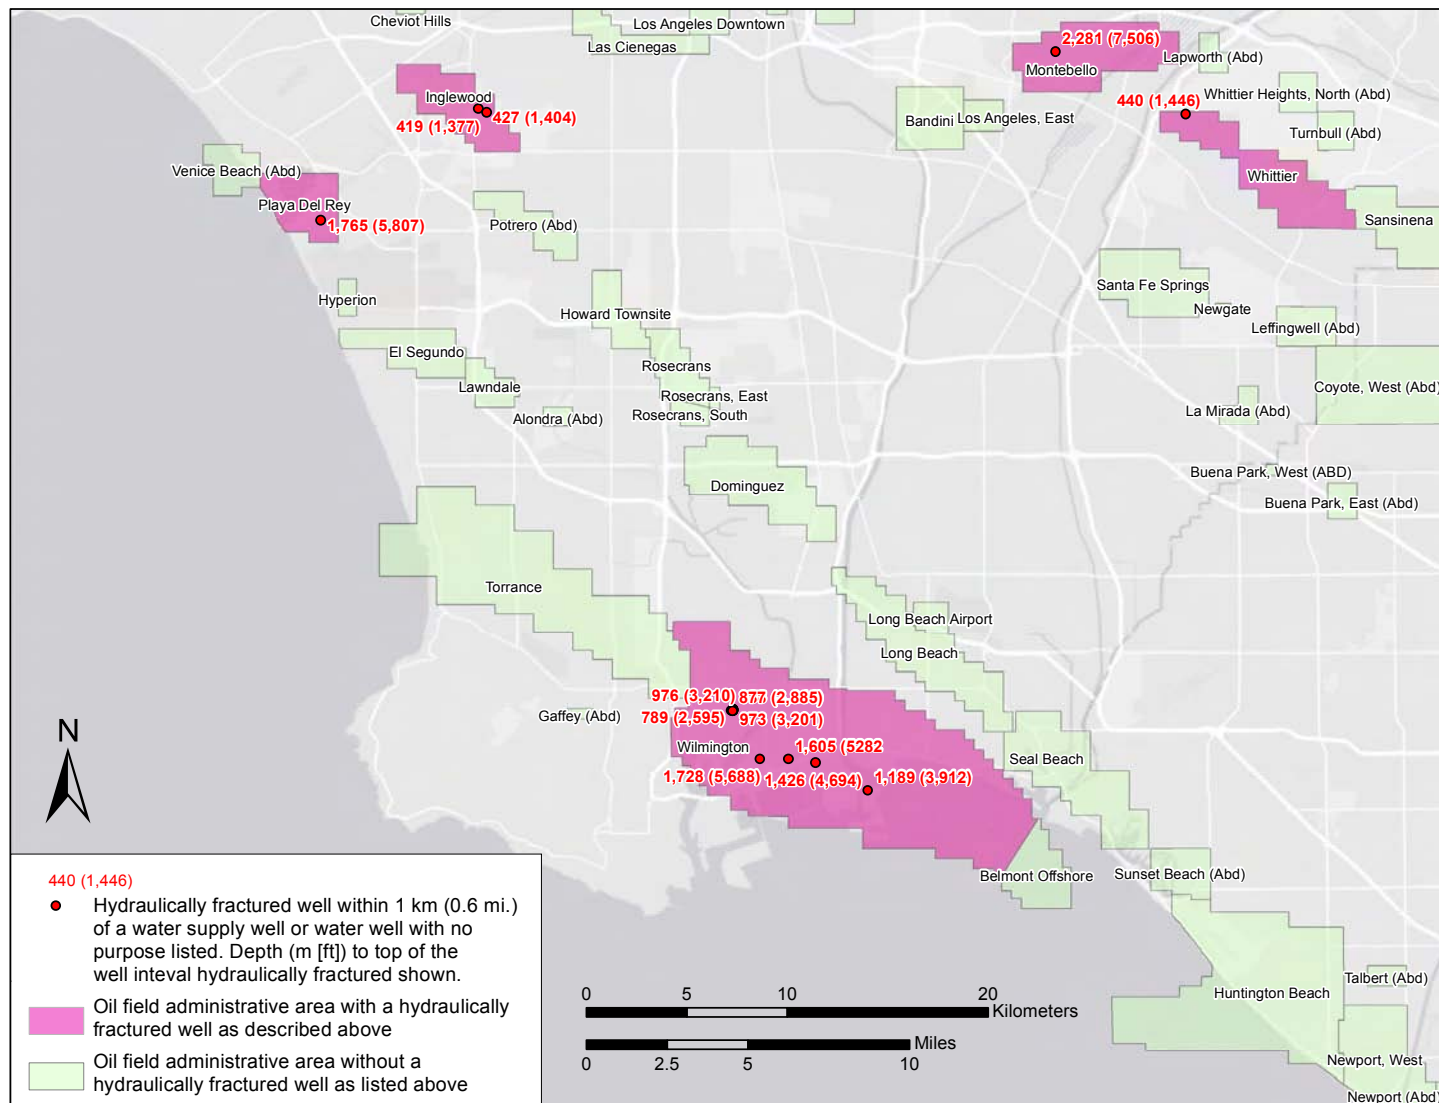 Cheviot Hills
Los Angeles Downtown
Las Cienegas
2,281 (7,506)
Montebello
Lapworth (Abd)
Inglewood
419 (1,377)
427 (1,404)
Bandini
Los Angeles, East
440 (1,446)
Whittier Heights, North (Abd)
Turnbull (Abd)
Venice Beach (Abd)
Whittier
Playa Del Rey
1,765 (5,807)
Potrero (Abd)
Sansinena
Hyperion
Howard Townsite
Santa Fe Springs
Newgate
Leffingwell (Abd)
El Segundo
Lawndale
Rosecrans
Rosecrans, East
Rosecrans, South
Alondra (Abd)
Coyote, West (Abd)
La Mirada (Abd)
Dominguez
Buena Park, West (ABD)
Buena Park, East (Abd)
Torrance
Long Beach Airport
Long Beach
976 (3,210)
877 (2,885)
789 (2,595)
973 (3,201)
Gaffey (Abd)
Wilmington
1,605 (5282
1,728 (5,688)
1,426 (4,694)
1,189 (3,912)
Seal Beach
Belmont Offshore
Sunset Beach (Abd)
Huntington Beach
Talbert (Abd)
Newport, West
Newport (Abd)
N
440 (1,446)
Hydraulically fractured well within 1 km (0.6 mi.)
of a water supply well or water well with no
purpose listed. Depth (m [ft]) to top of the
well inteval hydraulically fractured shown.
Oil field administrative area with a hydraulically
fractured well as described above
Oil field administrative area without a
hydraulically fractured well as listed above
0 5 10 20
Kilometers
Miles
0 2.5 5 10